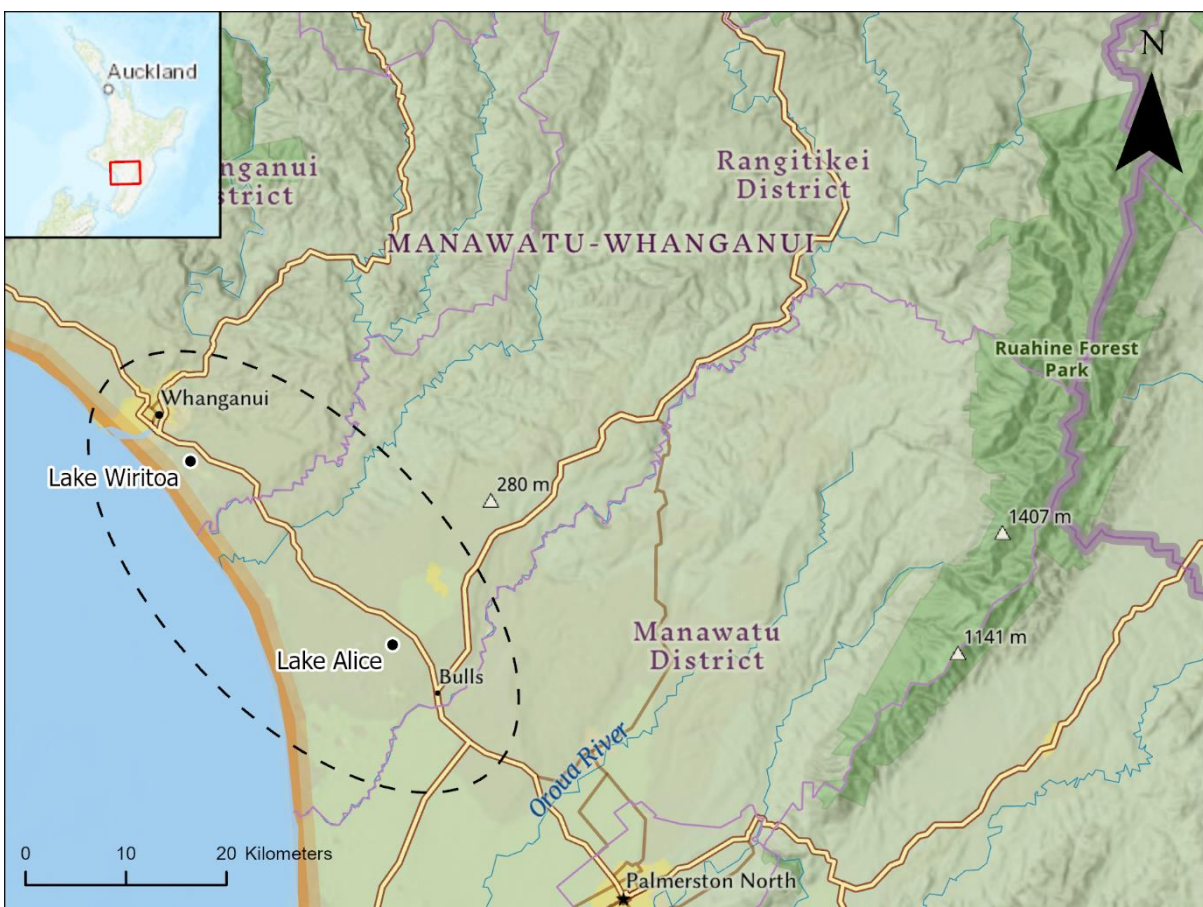 Auckland
N
nganui
strict
Rangitikei
District
MANAWATU-WHANGANUI
Ruahine Forest
Park
Whanganui
Lake Wiritoa
280 m
1407 m
Manawatu
District
1141 m
Lake Alice
Bulls
Oroua River
0 10 20 Kilometers
Palmerston North